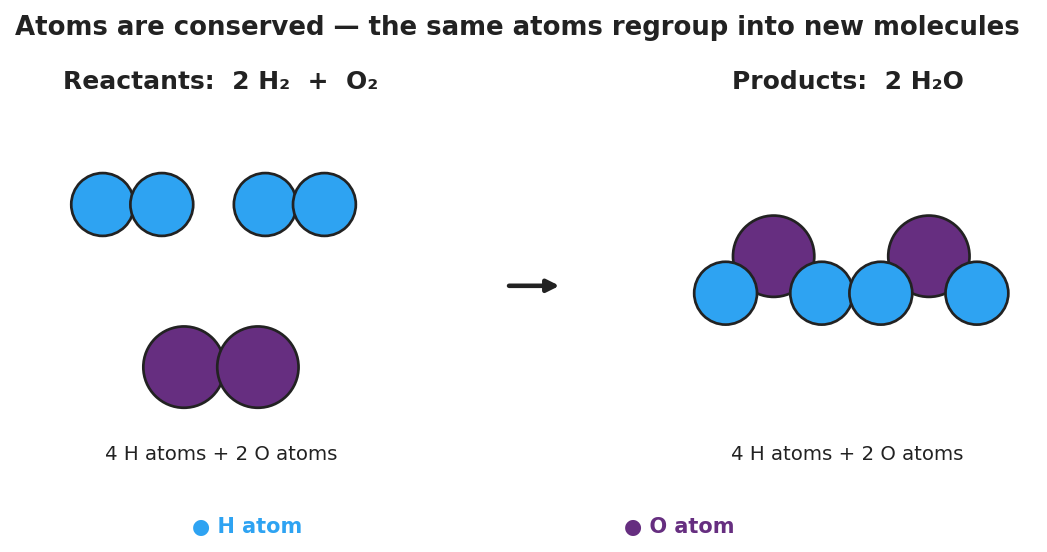 Atoms are conserved — the same atoms regroup into new molecules
Reactants:  2 H₂  +  O₂
Products:  2 H₂O
4 H atoms + 2 O atoms
4 H atoms + 2 O atoms
● H atom
● O atom